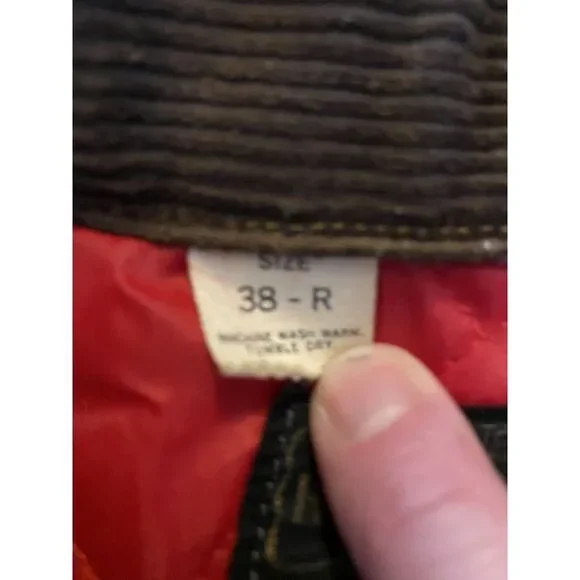 SIZE
38 - R
MACHINE WASH WARM.
TUMBLE DRY